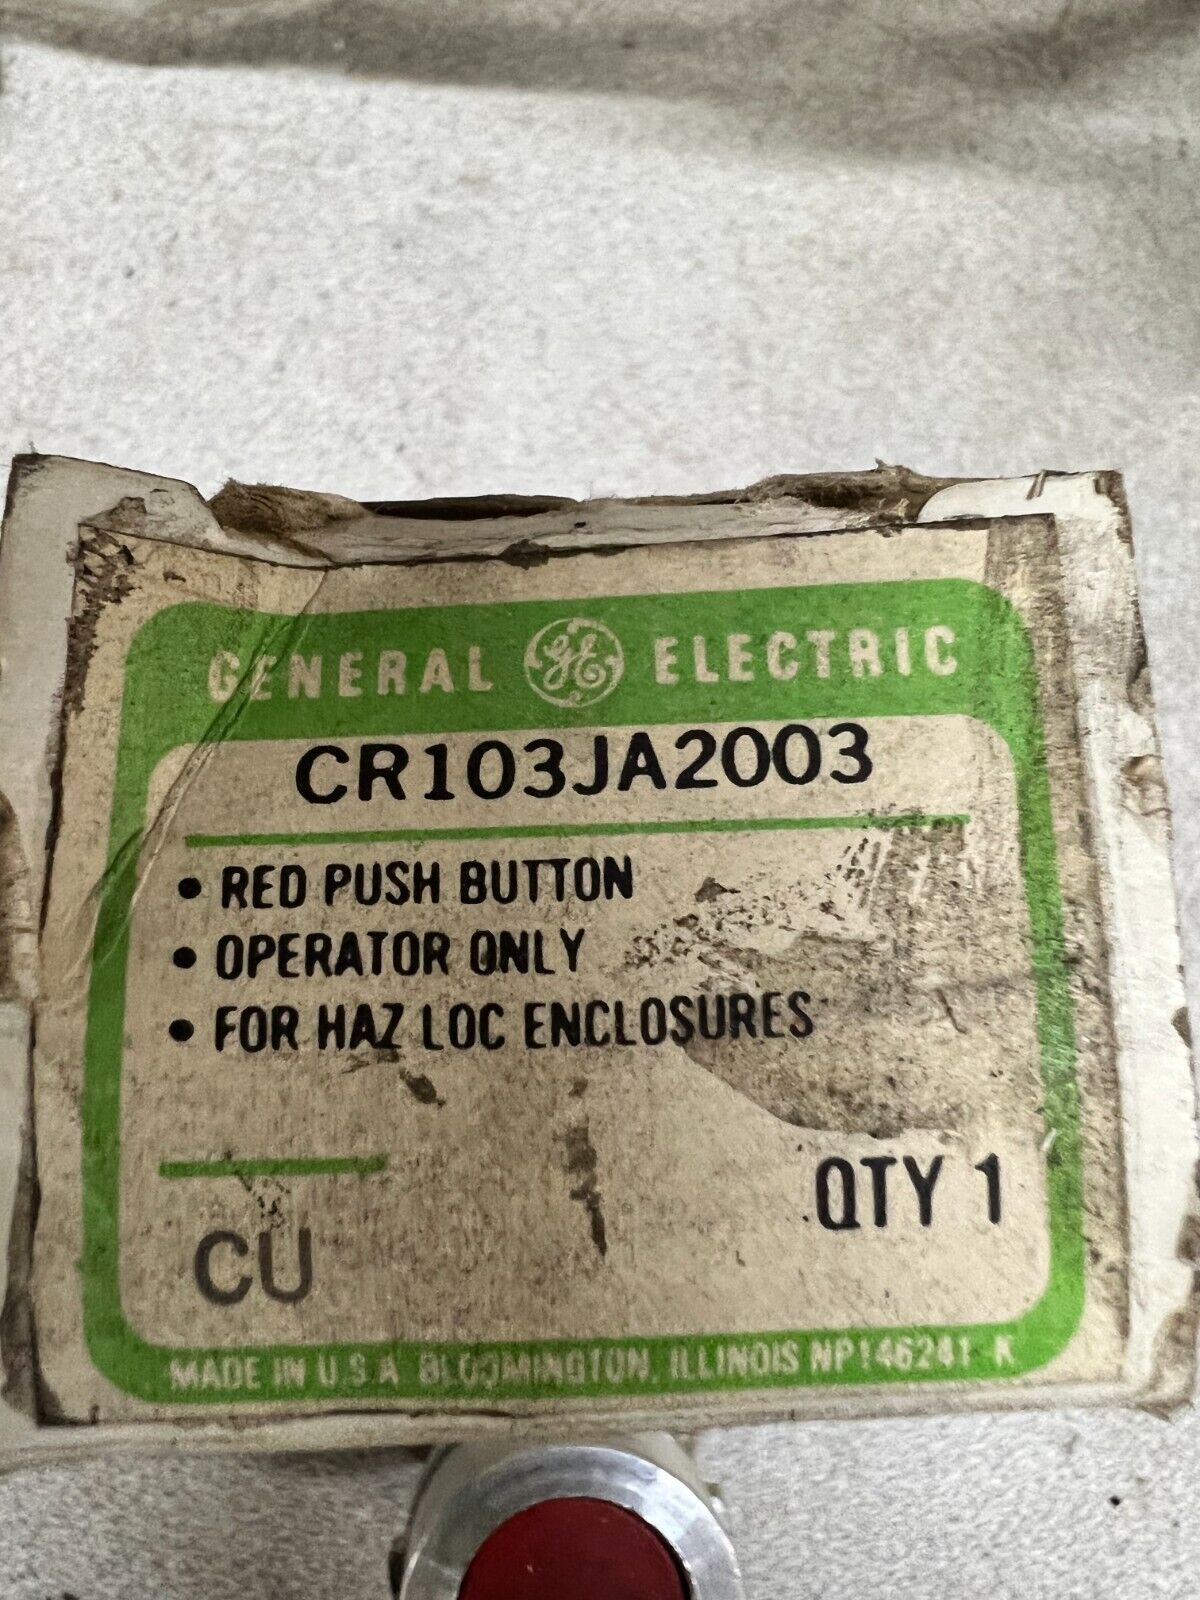 GENERAL GE ELECTRIC
CR103JA2003
• RED PUSH BUTTON
• OPERATOR ONLY
• FOR HAZ LOC ENCLOSURES
QTY 1
CU
MADE IN U.S.A BLOOMINGTON, ILLINOIS NP146241-K